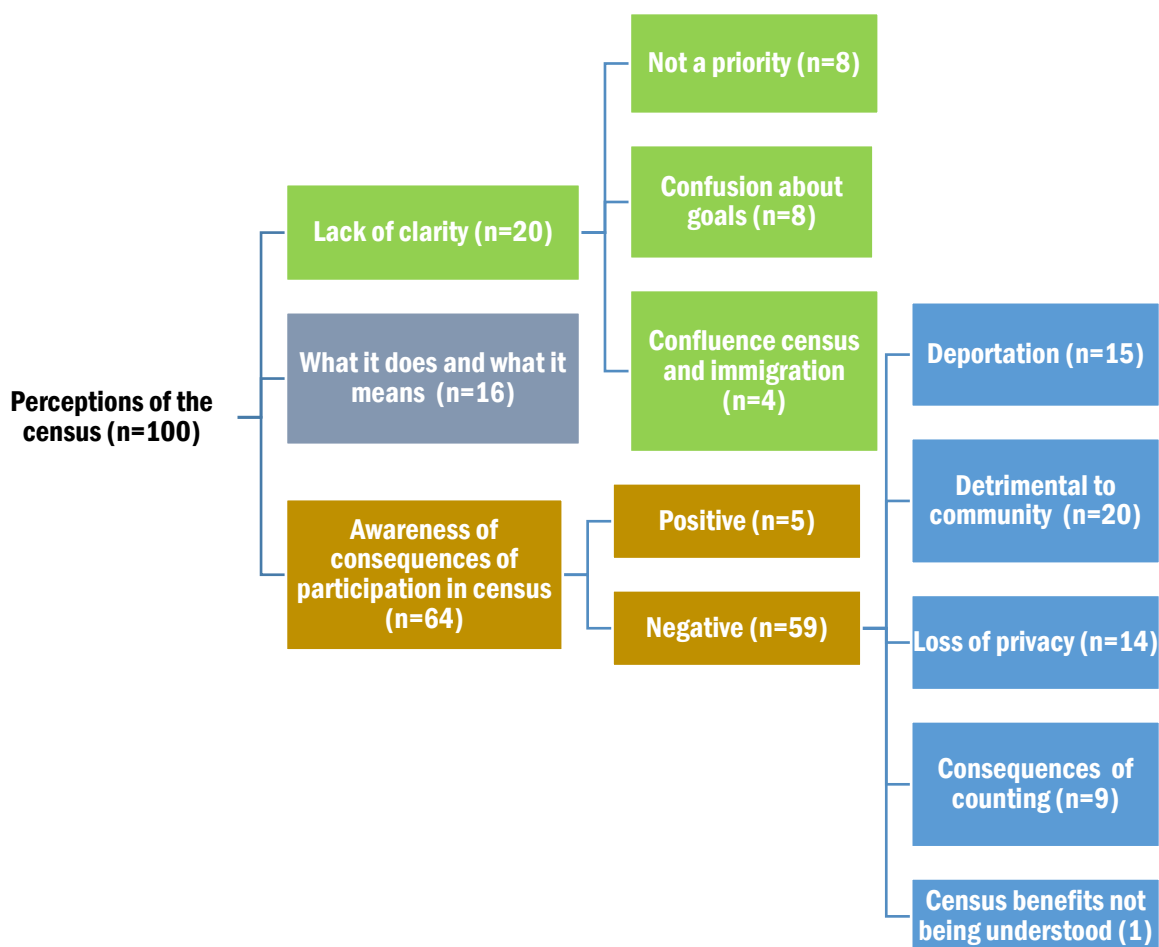 Perceptions of the
census (n=100)
Lack of clarity (n=20)
What it does and what it
means (n=16)
Awareness of
consequences of
participation in census
(n=64)
Not a priority (n=8)
Confusion about
goals (n=8)
Confluence census
and immigration
(n=4)
Positive (n=5)
Negative (n=59)
Deportation (n=15)
Detrimental to
community (n=20)
Loss of privacy (n=14)
Consequences of
counting (n=9)
Census benefits not
being understood (1)